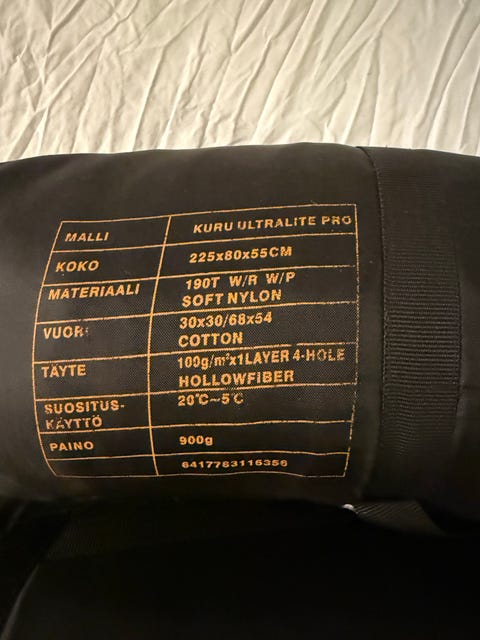 MALLI KURU ULTRALITE PRO
KOKO 225x80x55CM
MATERIAALI 190T W/R W/P
SOFT NYLON
VUORI 30x30/68x54
COTTON
TÄYTE 100g/m²x1LAYER 4-HOLE
HOLLOWFIBER
SUOSITUS- 20°C~5°C
KÄYTTÖ
PAINO 900g
6417783116356